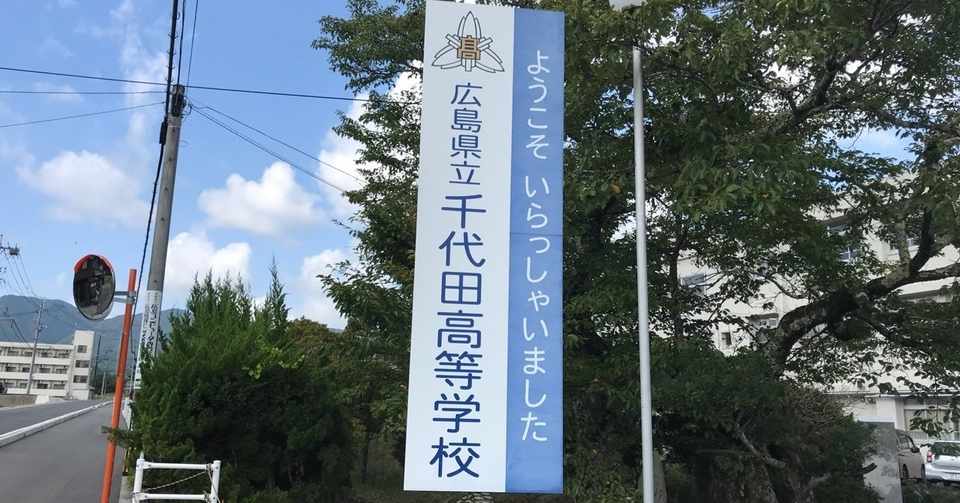 高
広島県立千代田高等学校
ようこそ いらっしゃいました